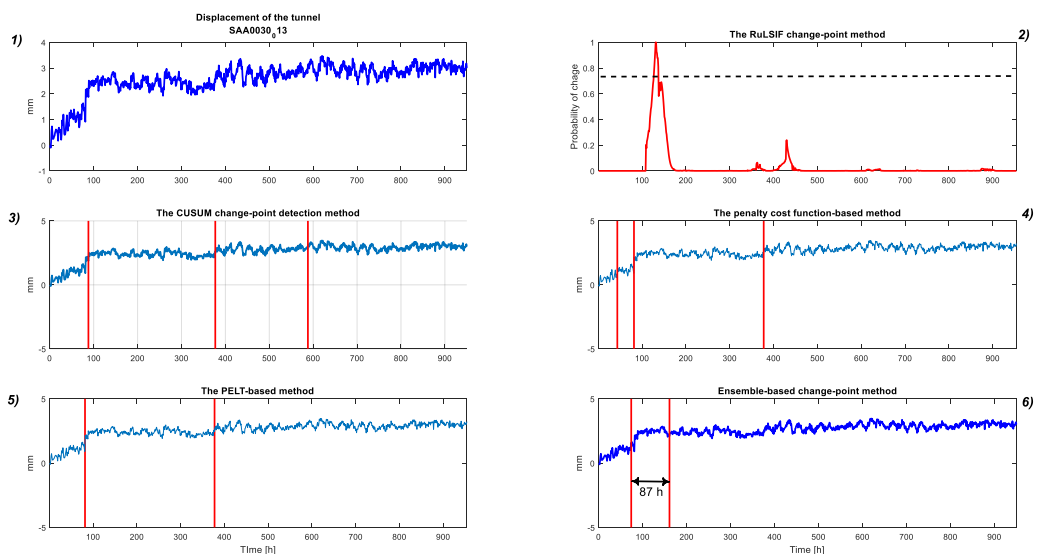 1)
Displacement of the tunnel
SAA0030013
4
3
2
1
0
-1
mm
0 100 200 300 400 500 600 700 800 900
2)
The RuLSIF change-point method
1
0.8
0.6
0.4
0.2
0
Probability of chage
100 200 300 400 500 600 700 800 900
3)
The CUSUM change-point detection method
5
0
-5
mm
0 100 200 300 400 500 600 700 800 900
4)
The penalty cost function-based method
5
0
-5
mm
100 200 300 400 500 600 700 800 900
5)
The PELT-based method
5
0
-5
mm
0 100 200 300 400 500 600 700 800 900
TIme [h]
6)
Ensemble-based change-point method
5
0
-5
mm
87 h
0 100 200 300 400 500 600 700 800 900
Time [h]